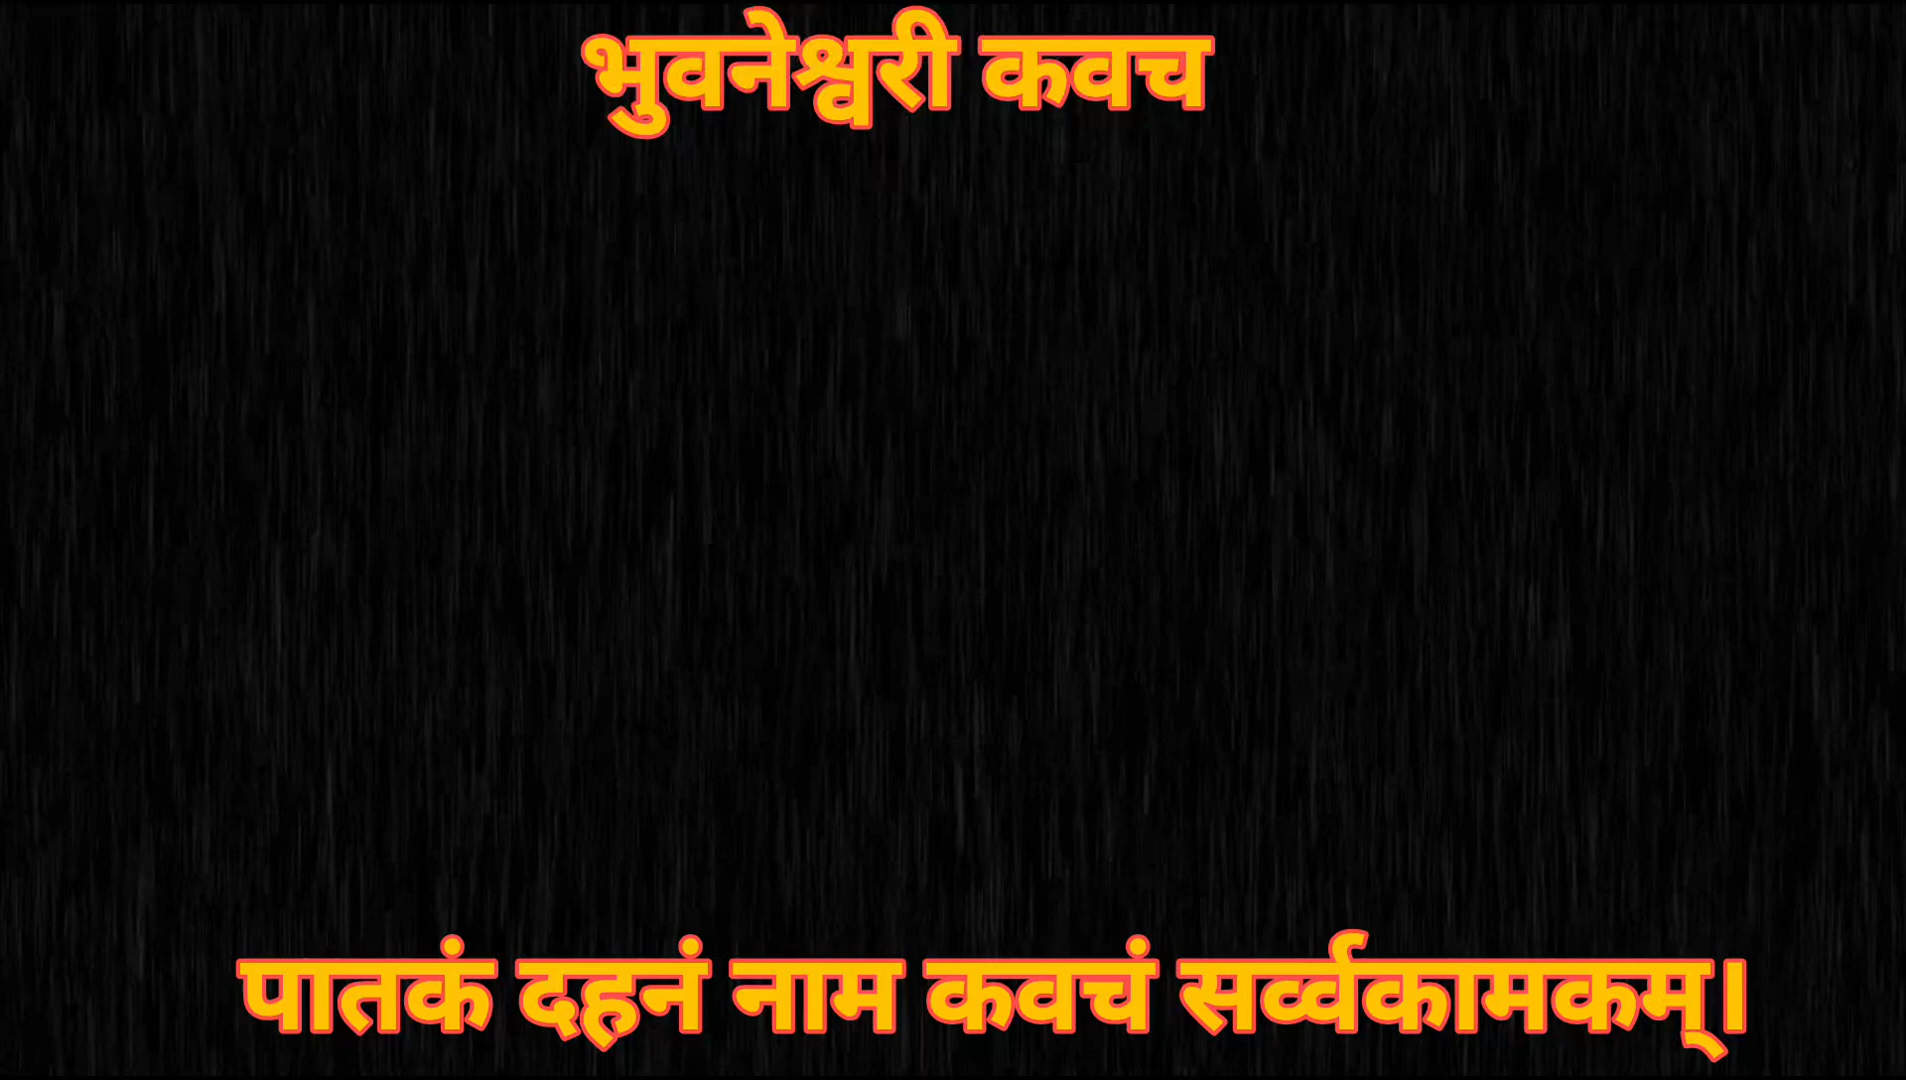 भुवनेश्वरी कवच
पातकं दहनं नाम कवचं सर्व्वकामकम्।